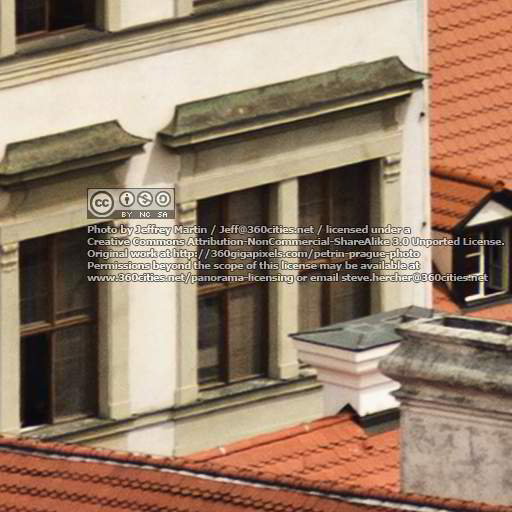 cc
BY NC SA
Photo by Jeffrey Martin / Jeff@360cities.net / licensed under a
Creative Commons Attribution-NonCommercial-ShareAlike 3.0 Unported License.
Original work at http://360gigapixels.com/petrin-prague-photo
Permissions beyond the scope of this license may be available at
www.360cities.net/panorama-licensing or email steve.hercher@360cities.net